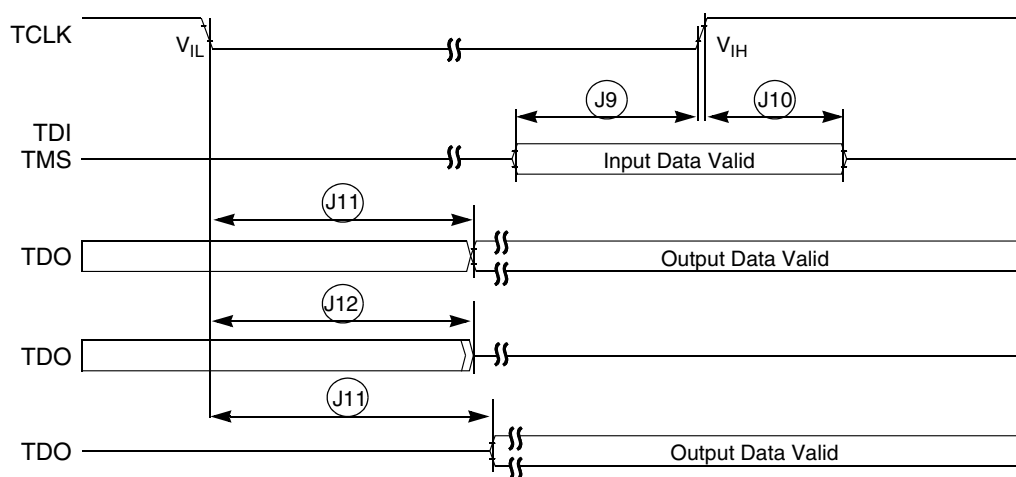 TCLK
VIL
VIH
J9
J10
TDI
TMS
Input Data Valid
J11
TDO
Output Data Valid
J12
TDO
J11
TDO
Output Data Valid